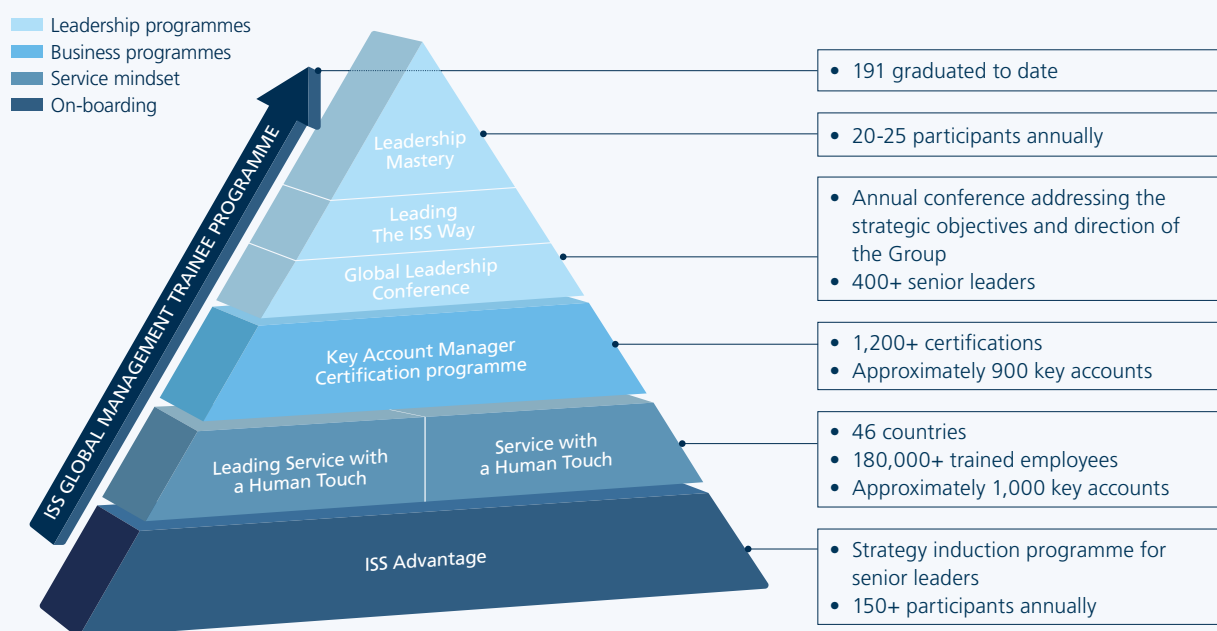 Leadership programmes
Business programmes
Service mindset
On-boarding
ISS GLOBAL MANAGEMENT TRAINEE PROGRAMME
Leadership
Mastery
Leading
The ISS Way
Global Leadership
Conference
Key Account Manager
Certification programme
Leading Service with
a Human Touch
Service with
a Human Touch
ISS Advantage
• 191 graduated to date
• 20-25 participants annually
• Annual conference addressing the
strategic objectives and direction of
the Group
• 400+ senior leaders
• 1,200+ certifications
• Approximately 900 key accounts
• 46 countries
• 180,000+ trained employees
• Approximately 1,000 key accounts
• Strategy induction programme for
senior leaders
• 150+ participants annually